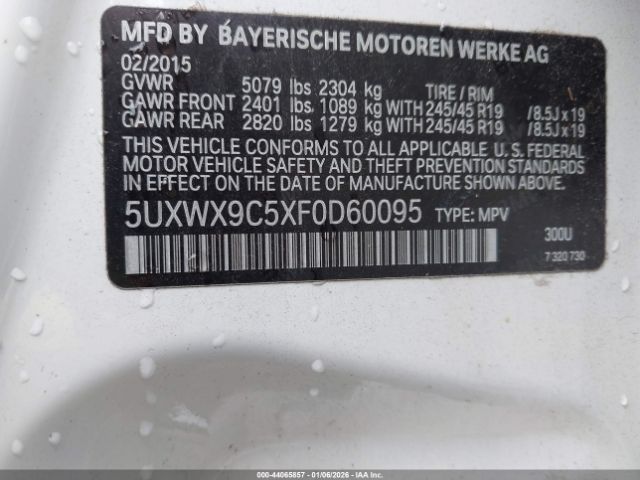 MFD BY BAYERISCHE MOTOREN WERKE AG
02/2015
GVWR 5079 lbs 2304 kg TIRE / RIM
GAWR FRONT 2401 lbs 1089 kg WITH 245/45 R19 /8.5J x 19
GAWR REAR 2820 lbs 1279 kg WITH 245/45 R19 /8.5J x 19
THIS VEHICLE CONFORMS TO ALL APPLICABLE U. S. FEDERAL
MOTOR VEHICLE SAFETY AND THEFT PREVENTION STANDARDS
IN EFFECT ON THE DATE OF MANUFACTURE SHOWN ABOVE.
5UXWX9C5XF0D60095 TYPE: MPV
300U
7 320 730
000-44065857 - 01/06/2026 - IAAI.COM